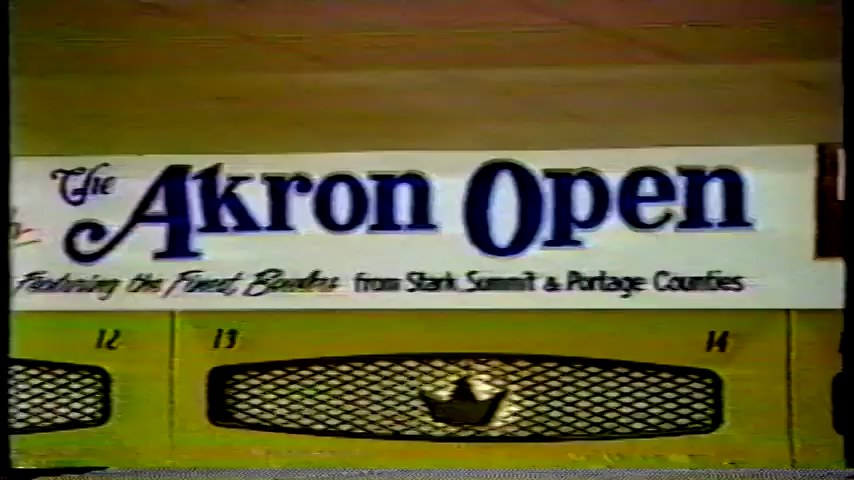 The Akron Open
Featuring the Finest Bowlers from Stark, Summit & Portage Counties
12 13 14